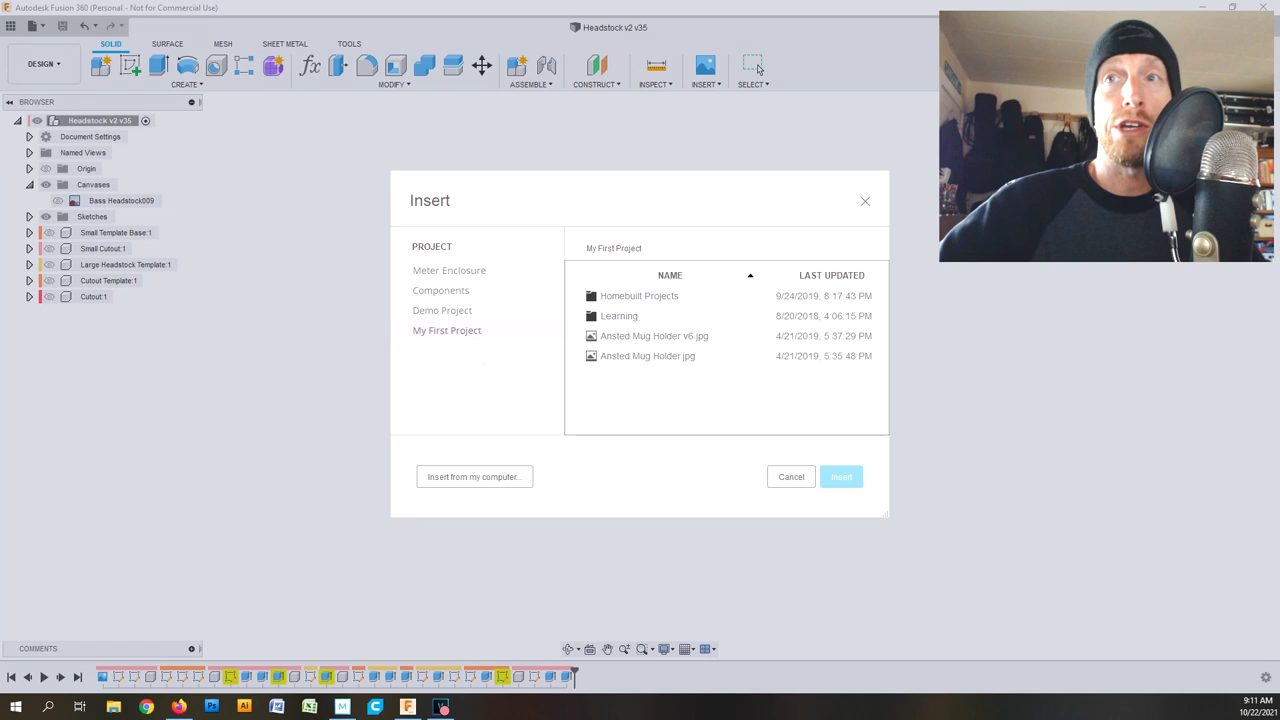 Autodesk Fusion 360 (Personal - Not for Commercial Use)
Headstock v2 v35
SOLID SURFACE MESH SHEET METAL TOOLS
DESIGN
CREATE MODIFY ASSEMBLE CONSTRUCT INSPECT INSERT SELECT
BROWSER
Headstock v2 v35
Document Settings
Named Views
Origin
Canvases
Bass Headstock009
Sketches
Small Template Base:1
Small Cutout:1
Large Headstock Template:1
Cutout Template:1
Cutout:1
Insert
PROJECT
Meter Enclosure
Components
Demo Project
My First Project
My First Project
NAME LAST UPDATED
Homebuilt Projects 9/24/2019, 8:17:43 PM
Learning 8/20/2018, 4:06:15 PM
Ansted Mug Holder v6.jpg 4/21/2019, 5:37:29 PM
Ansted Mug Holder.jpg 4/21/2019, 5:35:48 PM
Insert from my computer...
Cancel
Insert
COMMENTS
9:11 AM
10/22/2021